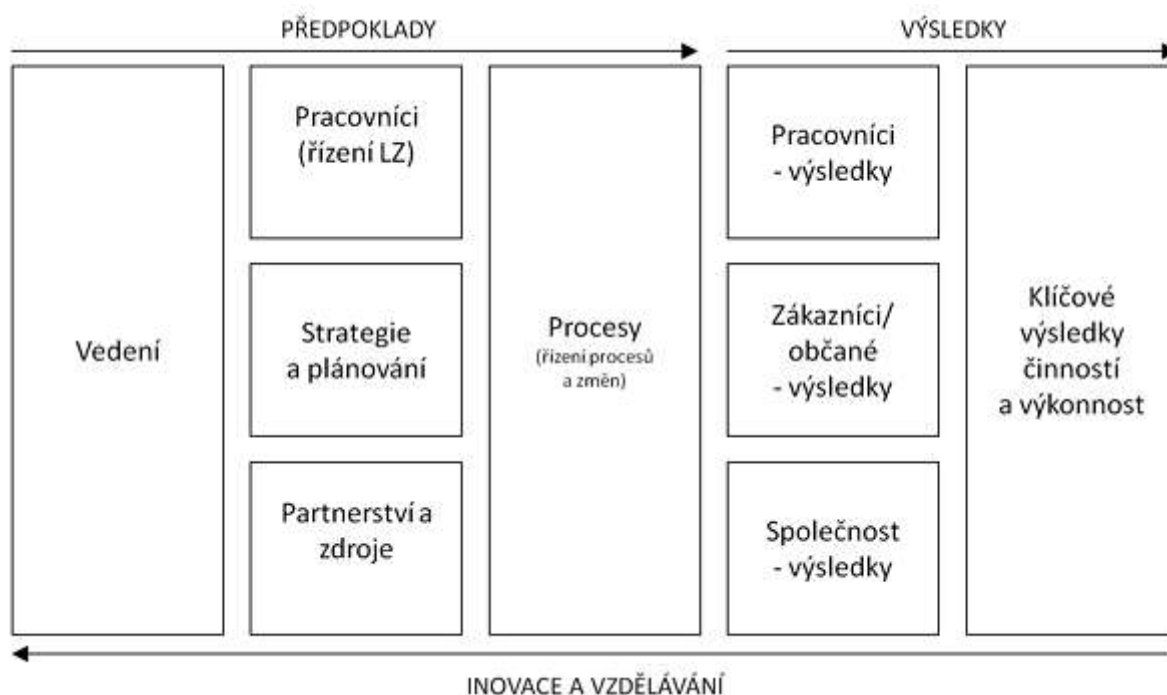 PŘEDPOKLADY
VÝSLEDKY
Vedení
Pracovníci
(řízení LZ)
Strategie
a plánování
Partnerství a
zdroje
Procesy
(řízení procesů
a změn)
Pracovníci
- výsledky
Zákazníci/
občané
- výsledky
Společnost
- výsledky
Klíčové
výsledky
činností
a výkonnost
INOVACE A VZDĚLÁVÁNÍ